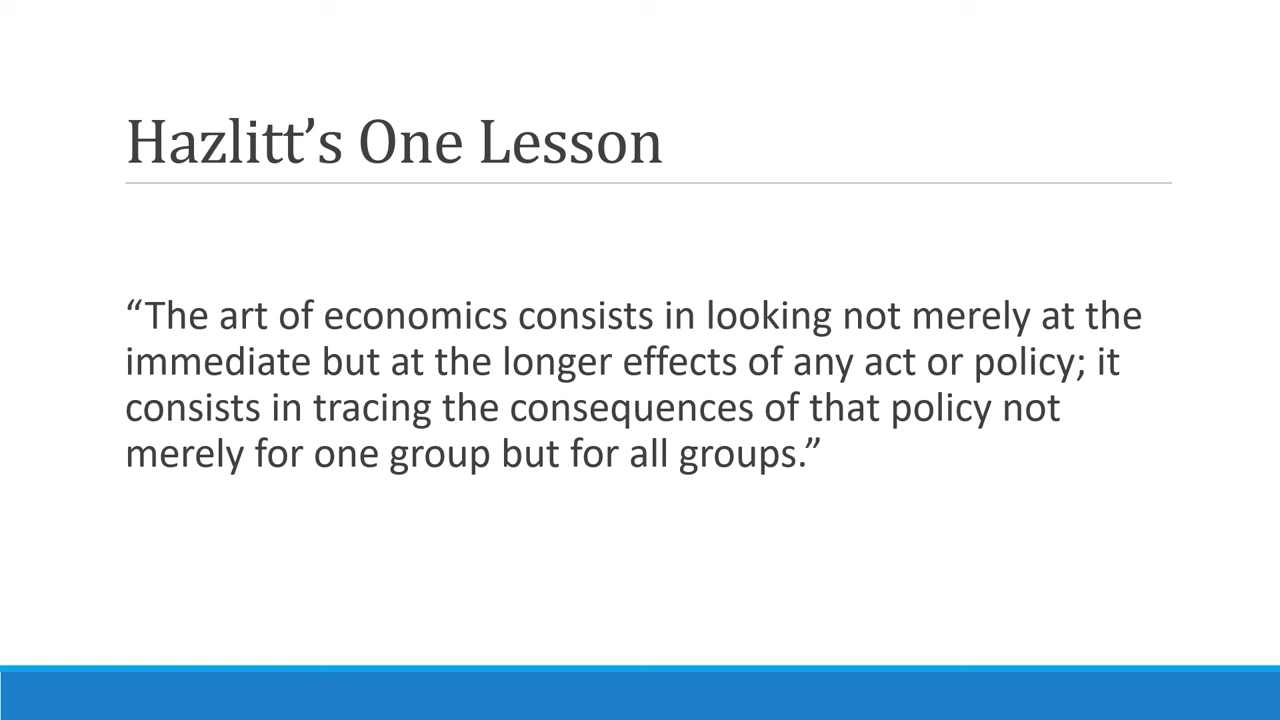 Hazlitt’s One Lesson
“The art of economics consists in looking not merely at the
immediate but at the longer effects of any act or policy; it
consists in tracing the consequences of that policy not
merely for one group but for all groups.”